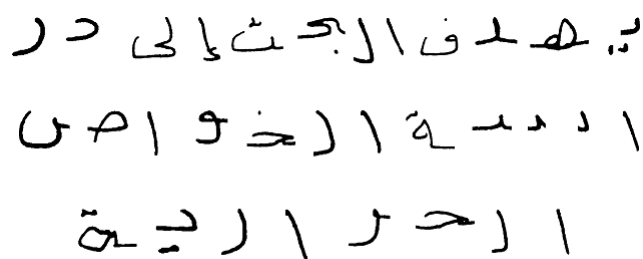 يهدف البحث إلى در
اسة الخواص
الحرارية